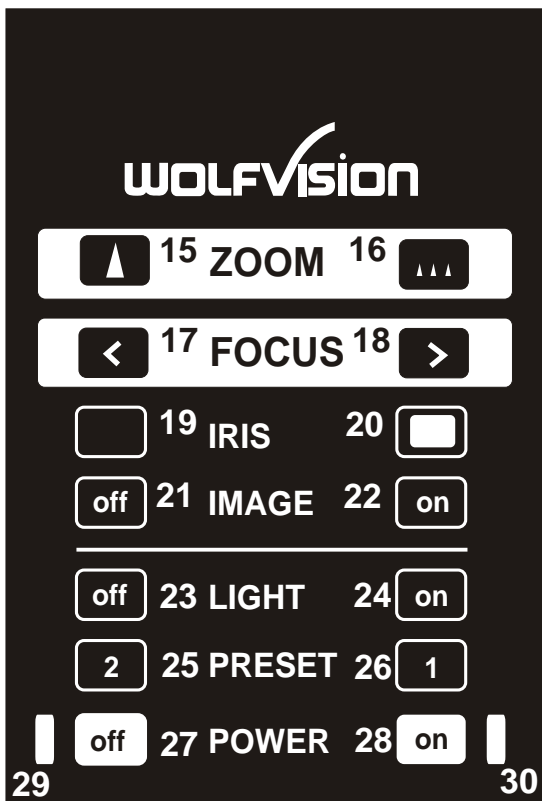 WOLFVISION
15 ZOOM 16
< 17 FOCUS 18 >
19 IRIS 20
off 21 IMAGE 22 on
off 23 LIGHT 24 on
2 25 PRESET 26 1
off 27 POWER 28 on
29 30